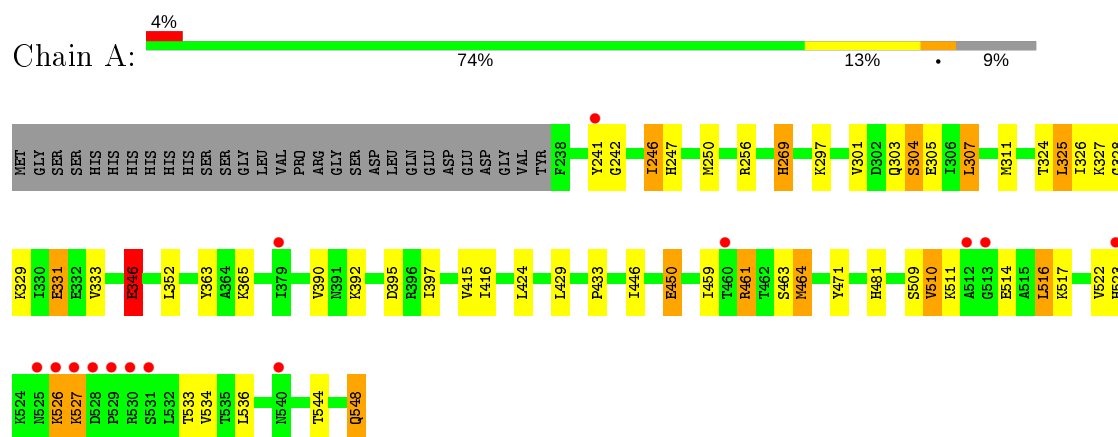 4%
Chain A:
74% 13% • 9%
MET GLY SER SER HIS HIS HIS HIS HIS HIS SER SER GLY LEU VAL PRO ARG GLY SER ASP LEU GLN GLU ASP GLU ASP GLY VAL TYR F238 Y241 G242 I246 H247 M250 R256 H269 K297 V301 D302 Q303 S304 E305 I306 L307 M311 T324 L325 I326 K327 G328
K329 I330 E331 E332 V333 E346 L352 Y363 A364 K365 I379 V390 N391 K392 D395 R396 I397 V415 I416 L424 L429 P433 I446 E450 I459 T460 R461 T462 S463 M464 Y471 H481 S509 V510 K511 A512 G513 E514 A515 L516 K517 V522 H523
K524 N525 K526 K527 D528 P529 R530 S531 L532 T533 V534 T535 L536 N540 T544 Q548